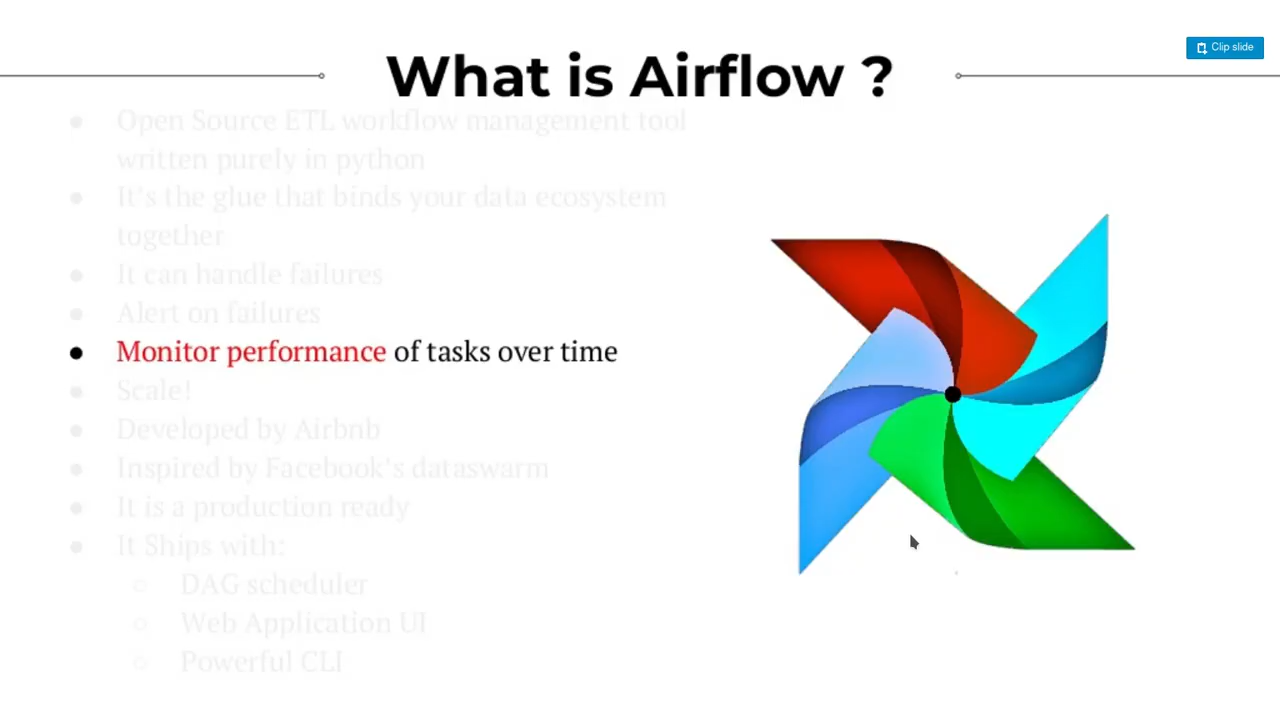 Clip slide
What is Airflow ?
● Open Source ETL workflow management tool
written purely in python
● It's the glue that binds your data ecosystem
together
● It can handle failures
● Alert on failures
● Monitor performance of tasks over time
● Scale!
● Developed by Airbnb
● Inspired by Facebook's dataswarm
● It is a production ready
● It Ships with:
○ DAG scheduler
○ Web Application UI
○ Powerful CLI